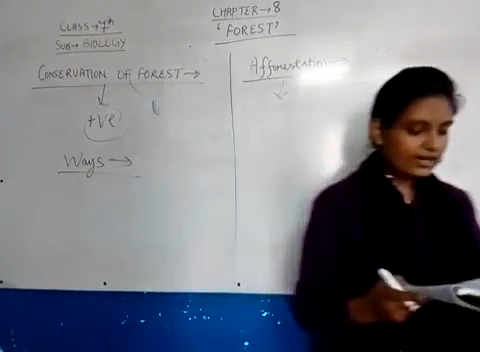 CLASS→7th
SUB→ BIOLOGY
CHAPTER→8
'FOREST'
CONSERVATION OF FOREST→
+ve
Ways→
Afforestation→